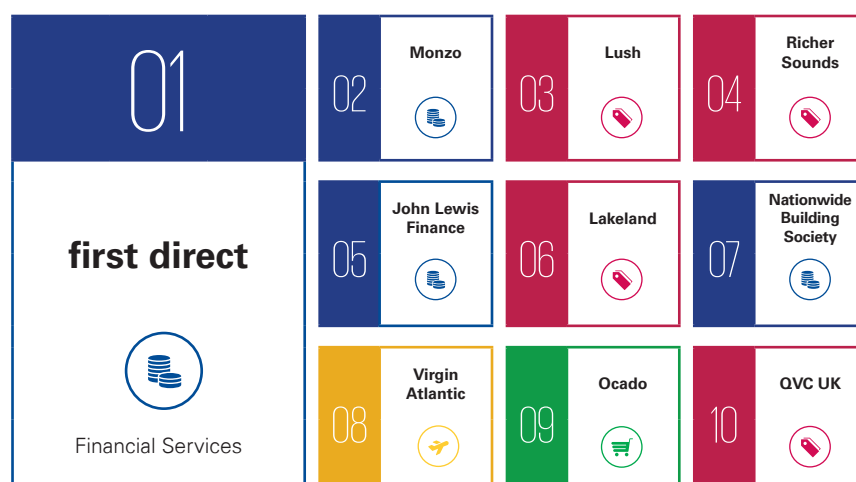 01
first direct
Financial Services
02
Monzo
03
Lush
04
Richer
Sounds
05
John Lewis
Finance
06
Lakeland
07
Nationwide
Building
Society
08
Virgin
Atlantic
09
Ocado
10
QVC UK